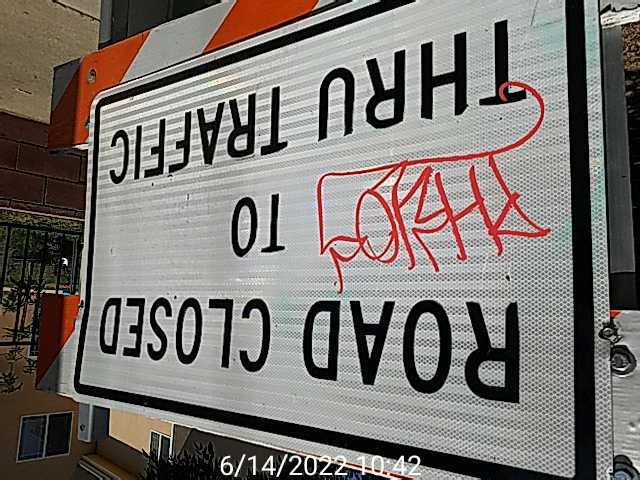 ROAD CLOSED
TO
THRU TRAFFIC
6/14/2022 10:42